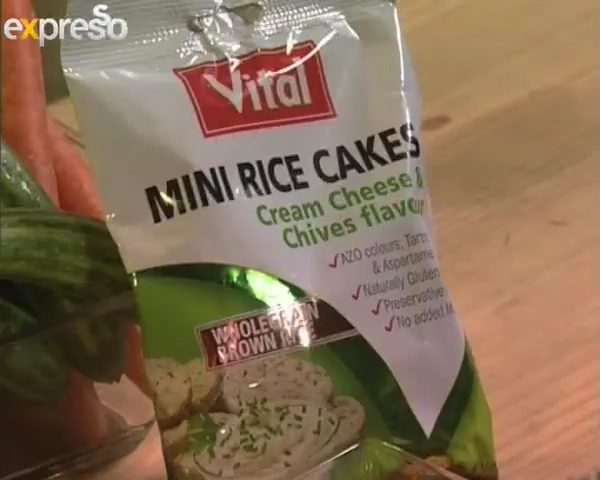 expresso
Vital
MINI RICE CAKES
Cream Cheese &
Chives flavour
✓AZO colours, Tart
& Aspartame
✓Naturally Gluten
✓Preservative
✓No added M
WHOLEGRAIN
BROWN RICE